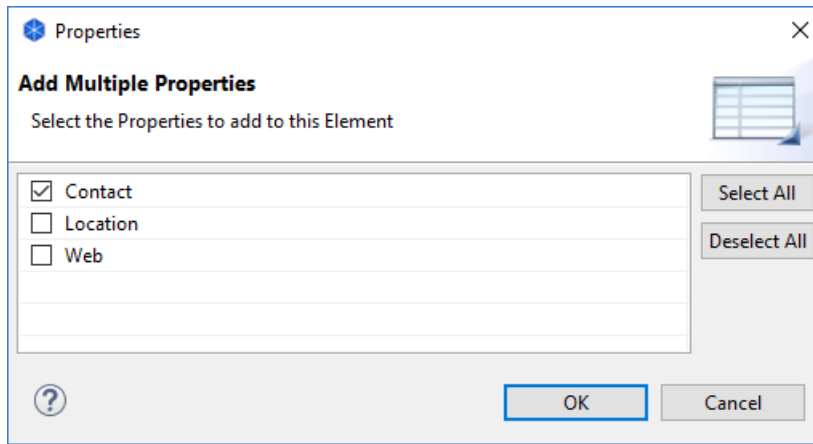 Properties
Add Multiple Properties
Select the Properties to add to this Element
Contact
Select All
Location
Deselect All
Web
?
OK
Cancel